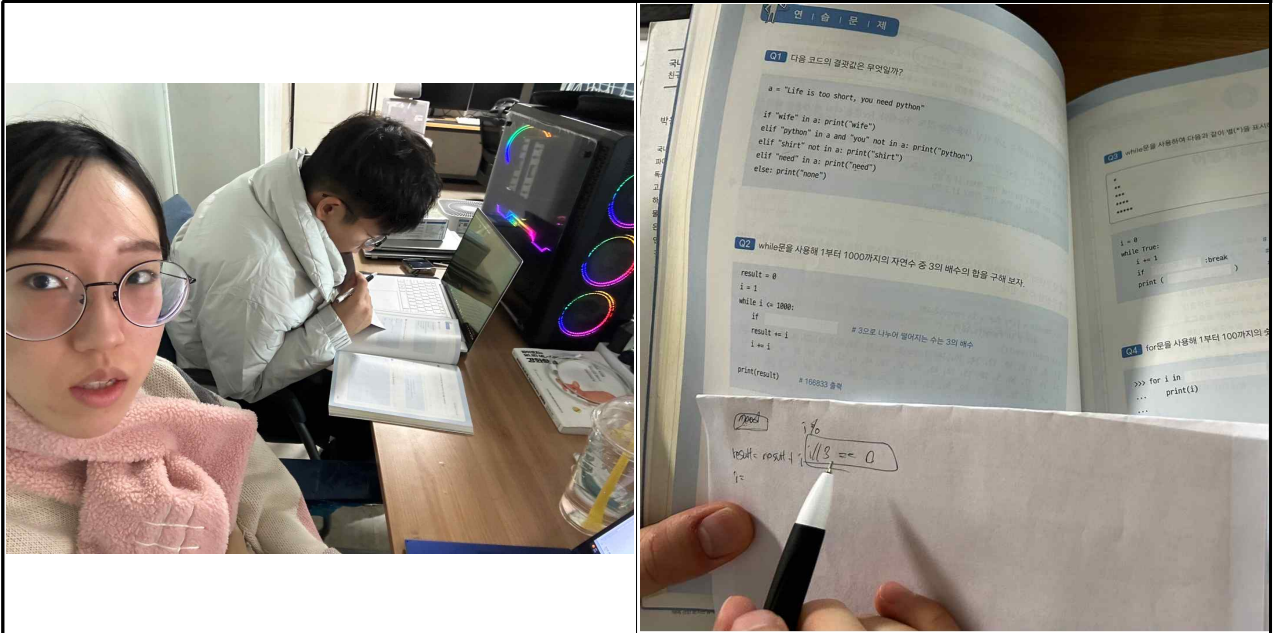 연 습 문 제
Q1 다음 코드의 결괏값은 무엇일까?
a = "Life is too short, you need python"
if "wife" in a: print("wife")
elif "python" in a and "you" not in a: print("python")
elif "shirt" not in a: print("shirt")
elif "need" in a: print("need")
else: print("none")
Q2 while문을 사용해 1부터 1000까지의 자연수 중 3의 배수의 합을 구해 보자.
result = 0
i = 1
while i <= 1000:
if
# 3으로 나누어 떨어지는 수는 3의 배수
result += i
i += i
print(result) # 166833 출력
Q3 while문을 사용하여 다음과 같이 별(*)을 표시
*
**
***
****
*****
i = 0
while True:
i += 1
if :break
print ( )
Q4 for문을 사용해 1부터 100까지의 숫
>>> for i in
... print(i)
...
i%
result = result + i
i//3 == 0
i=